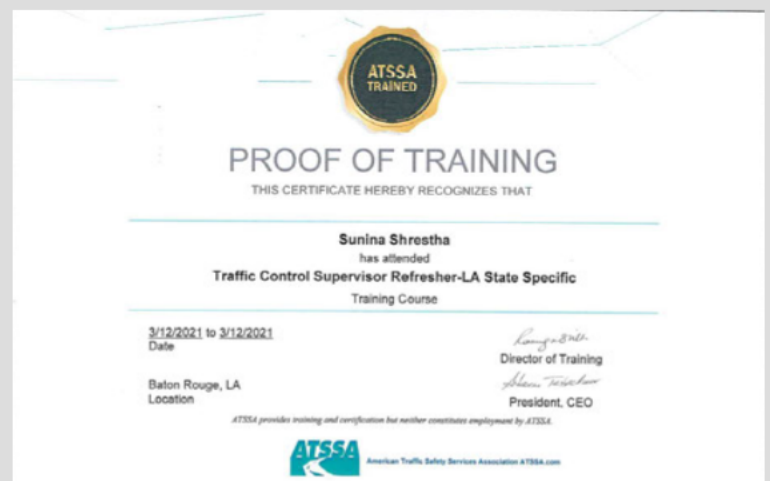 ATSSA
TRAINED
PROOF OF TRAINING
THIS CERTIFICATE HEREBY RECOGNIZES THAT
Sunina Shrestha
has attended
Traffic Control Supervisor Refresher-LA State Specific
Training Course
3/12/2021 to 3/12/2021
Date
Director of Training
Baton Rouge, LA
Location
President, CEO
ATSSA provides training and certification but neither constitutes employment by ATSSA.
ATSSA
American Traffic Safety Services Association ATSSA.com